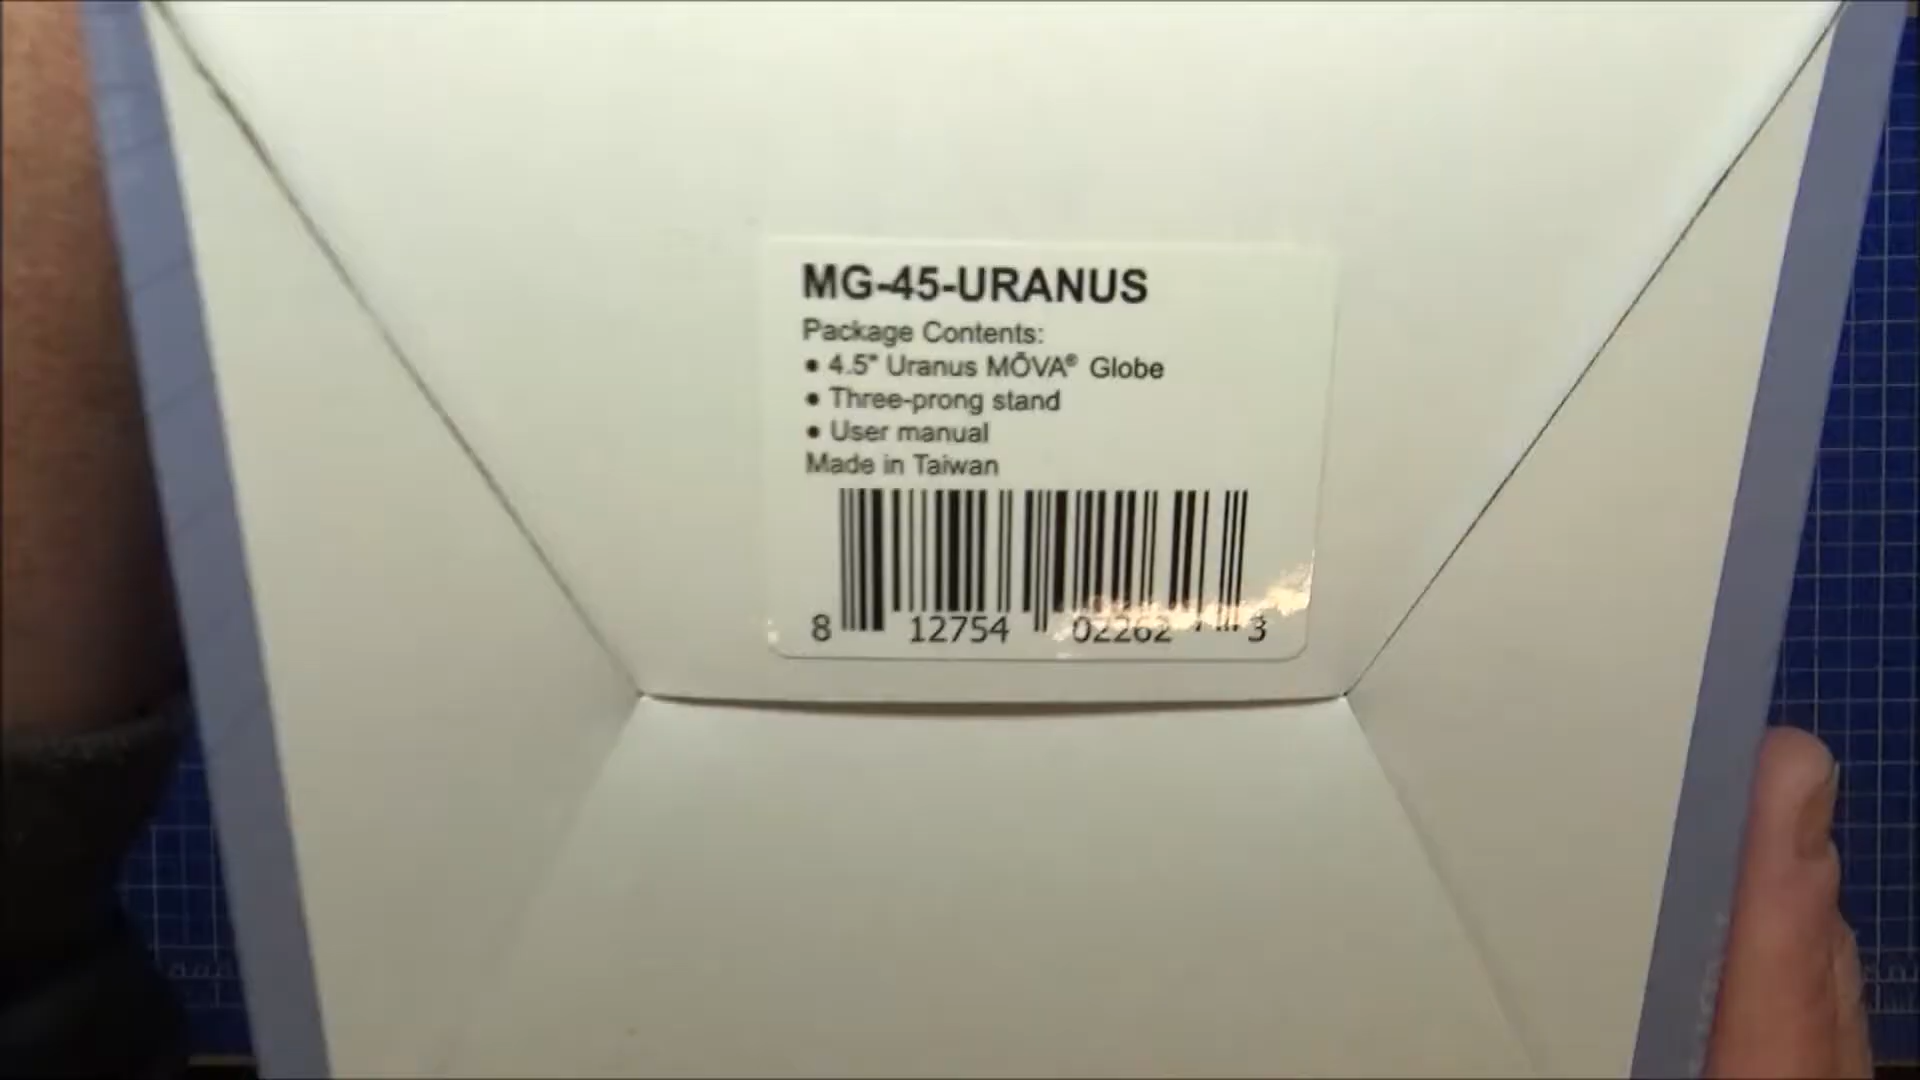 MG-45-URANUS
Package Contents:
• 4.5" Uranus MŌVA® Globe
• Three-prong stand
• User manual
Made in Taiwan
8 12754 02262 3